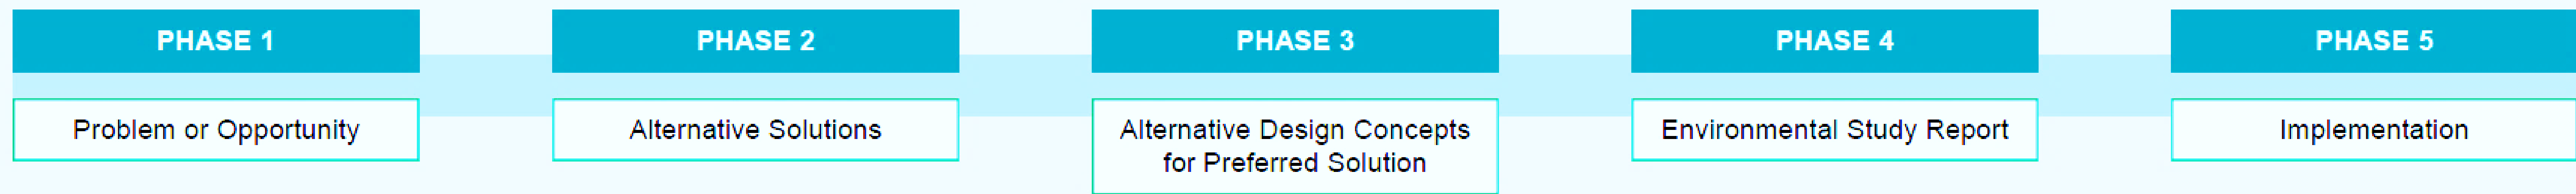 PHASE 1
PHASE 2
PHASE 3
PHASE 4
PHASE 5
Problem or Opportunity
Alternative Solutions
Alternative Design Concepts
for Preferred Solution
Environmental Study Report
Implementation